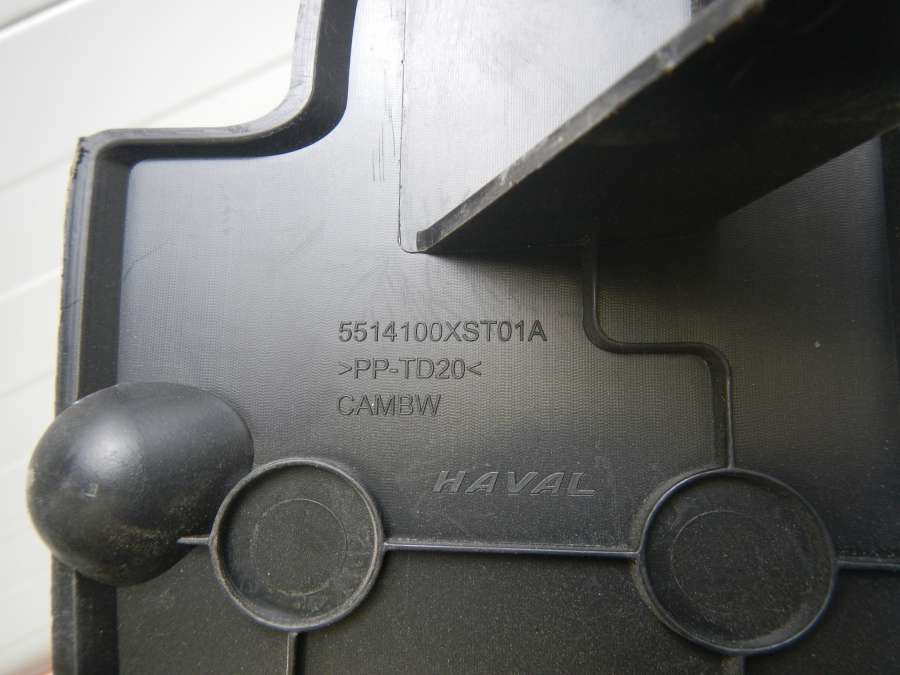 5514100XST01A
>PP-TD20<
CAMBW
HAVAL